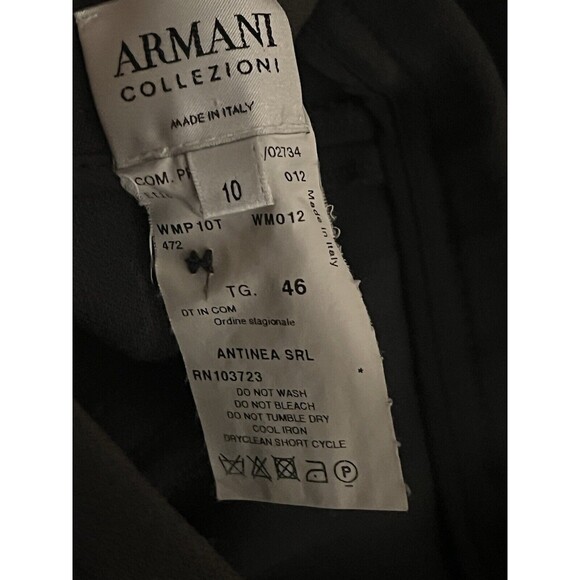 ARMANI
COLLEZIONI
MADE IN ITALY
COM. P /02734
10 012
Made in Italy
WMP10T WM012
472
TG. 46
DT IN COM
Ordine stagionale
ANTINEA SRL
RN103723
DO NOT WASH
DO NOT BLEACH
DO NOT TUMBLE DRY
COOL IRON
DRYCLEAN SHORT CYCLE
P